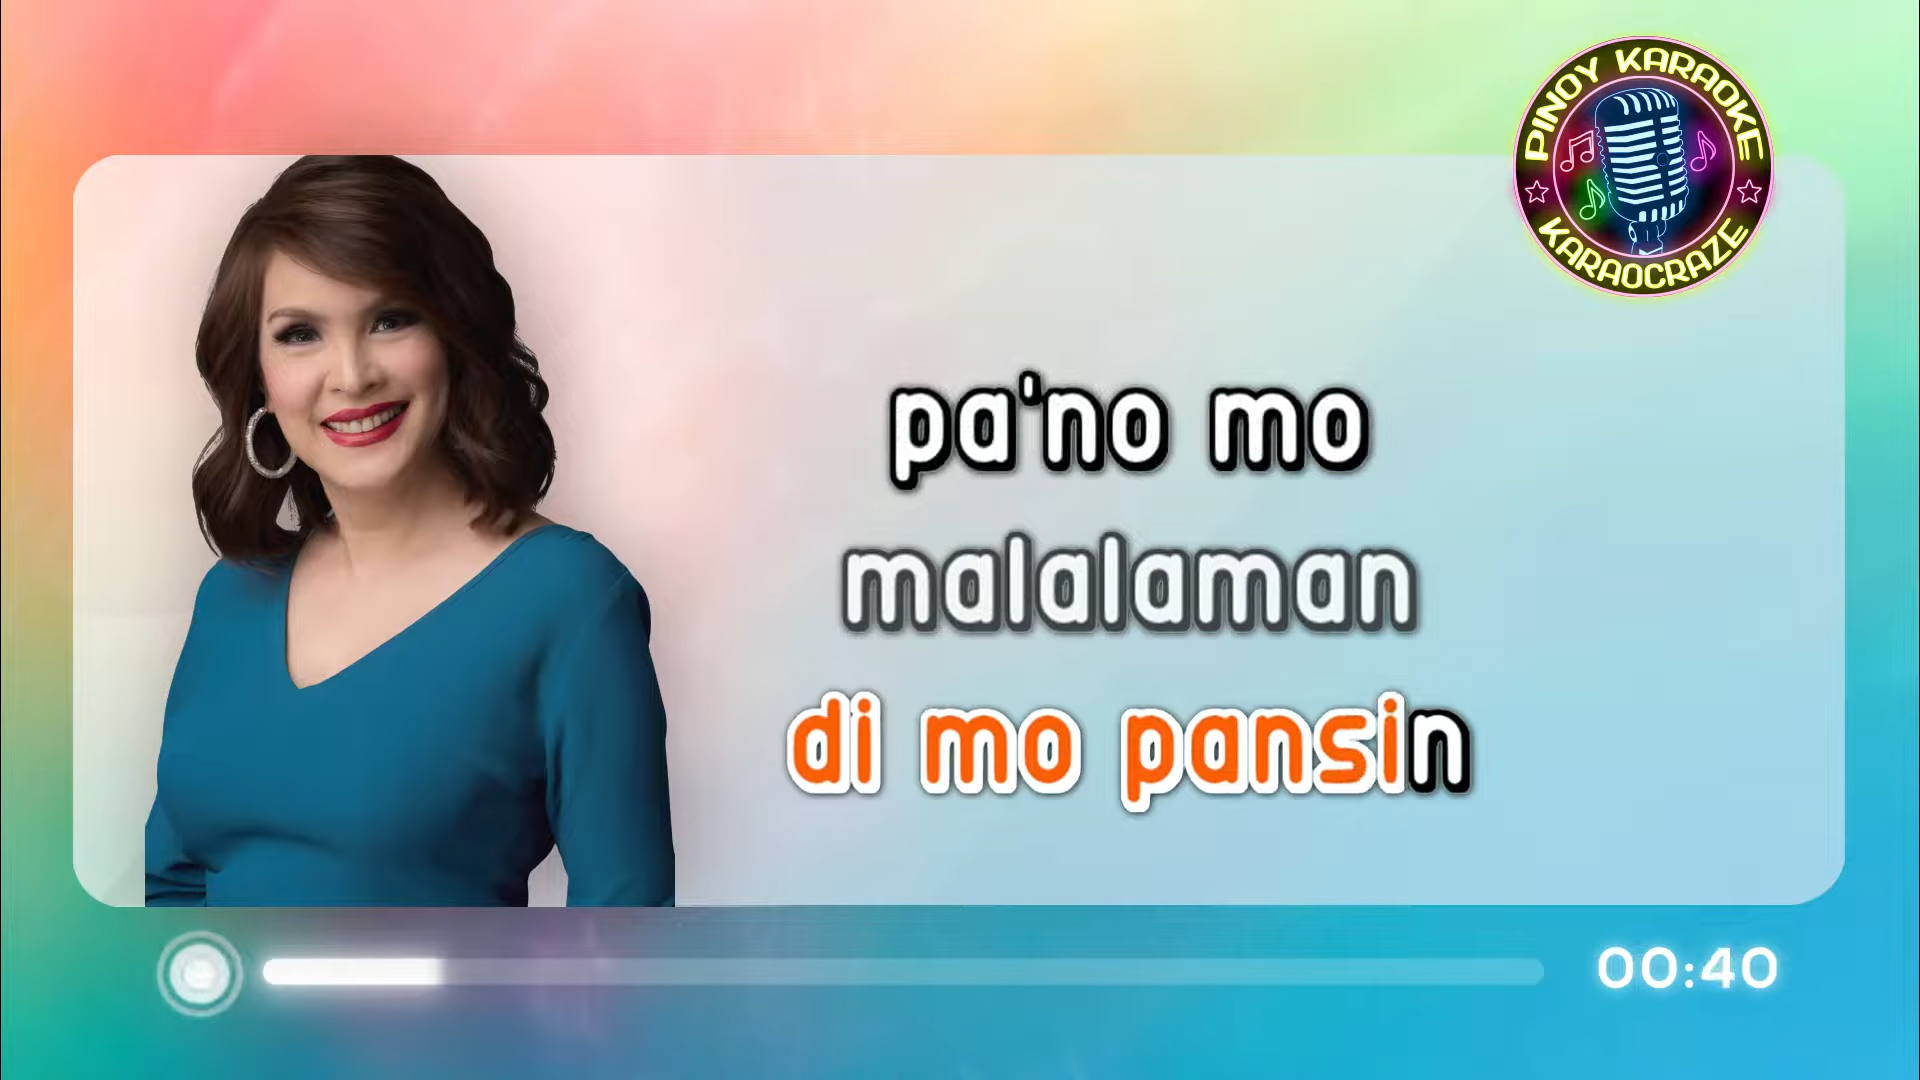 PINOY KARAOKE
KARAOCRAZE
pa'no mo
malalaman
di mo pansin
00:40